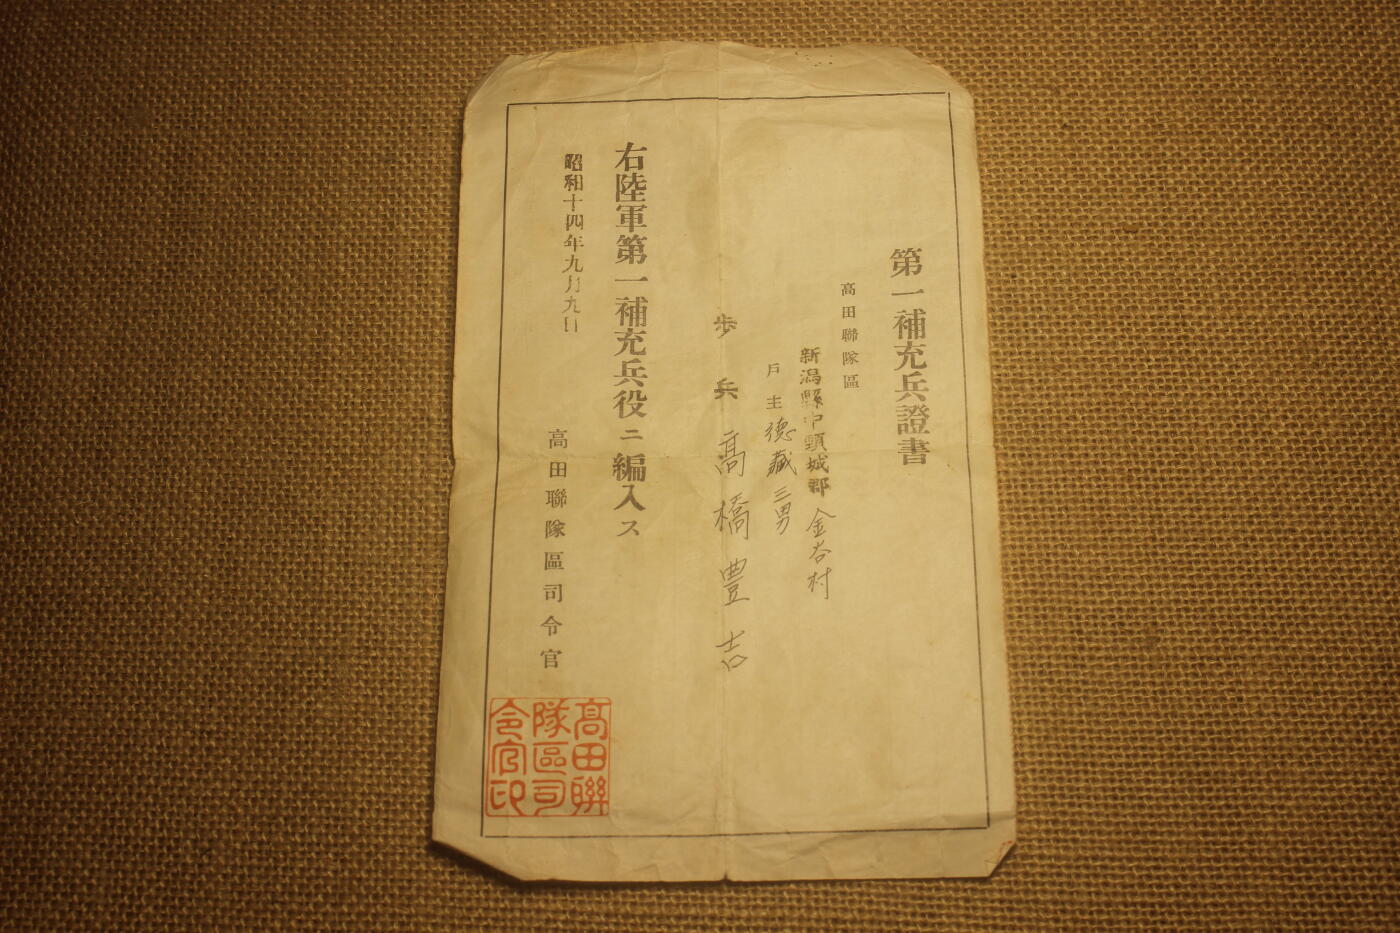 第一補充兵證書
高田聯隊區
新潟縣中頸城郡金谷村
戶主德藏三男
歩兵高橋豊吉
右陸軍第一補充兵役ニ編入ス
昭和十四年九月九日
高田聯隊區司令官
高田聯
隊區司
令官印